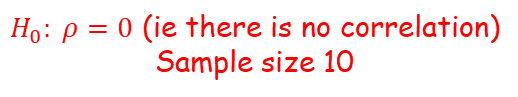 H₀: ρ = 0 (ie there is no correlation)
Sample size 10